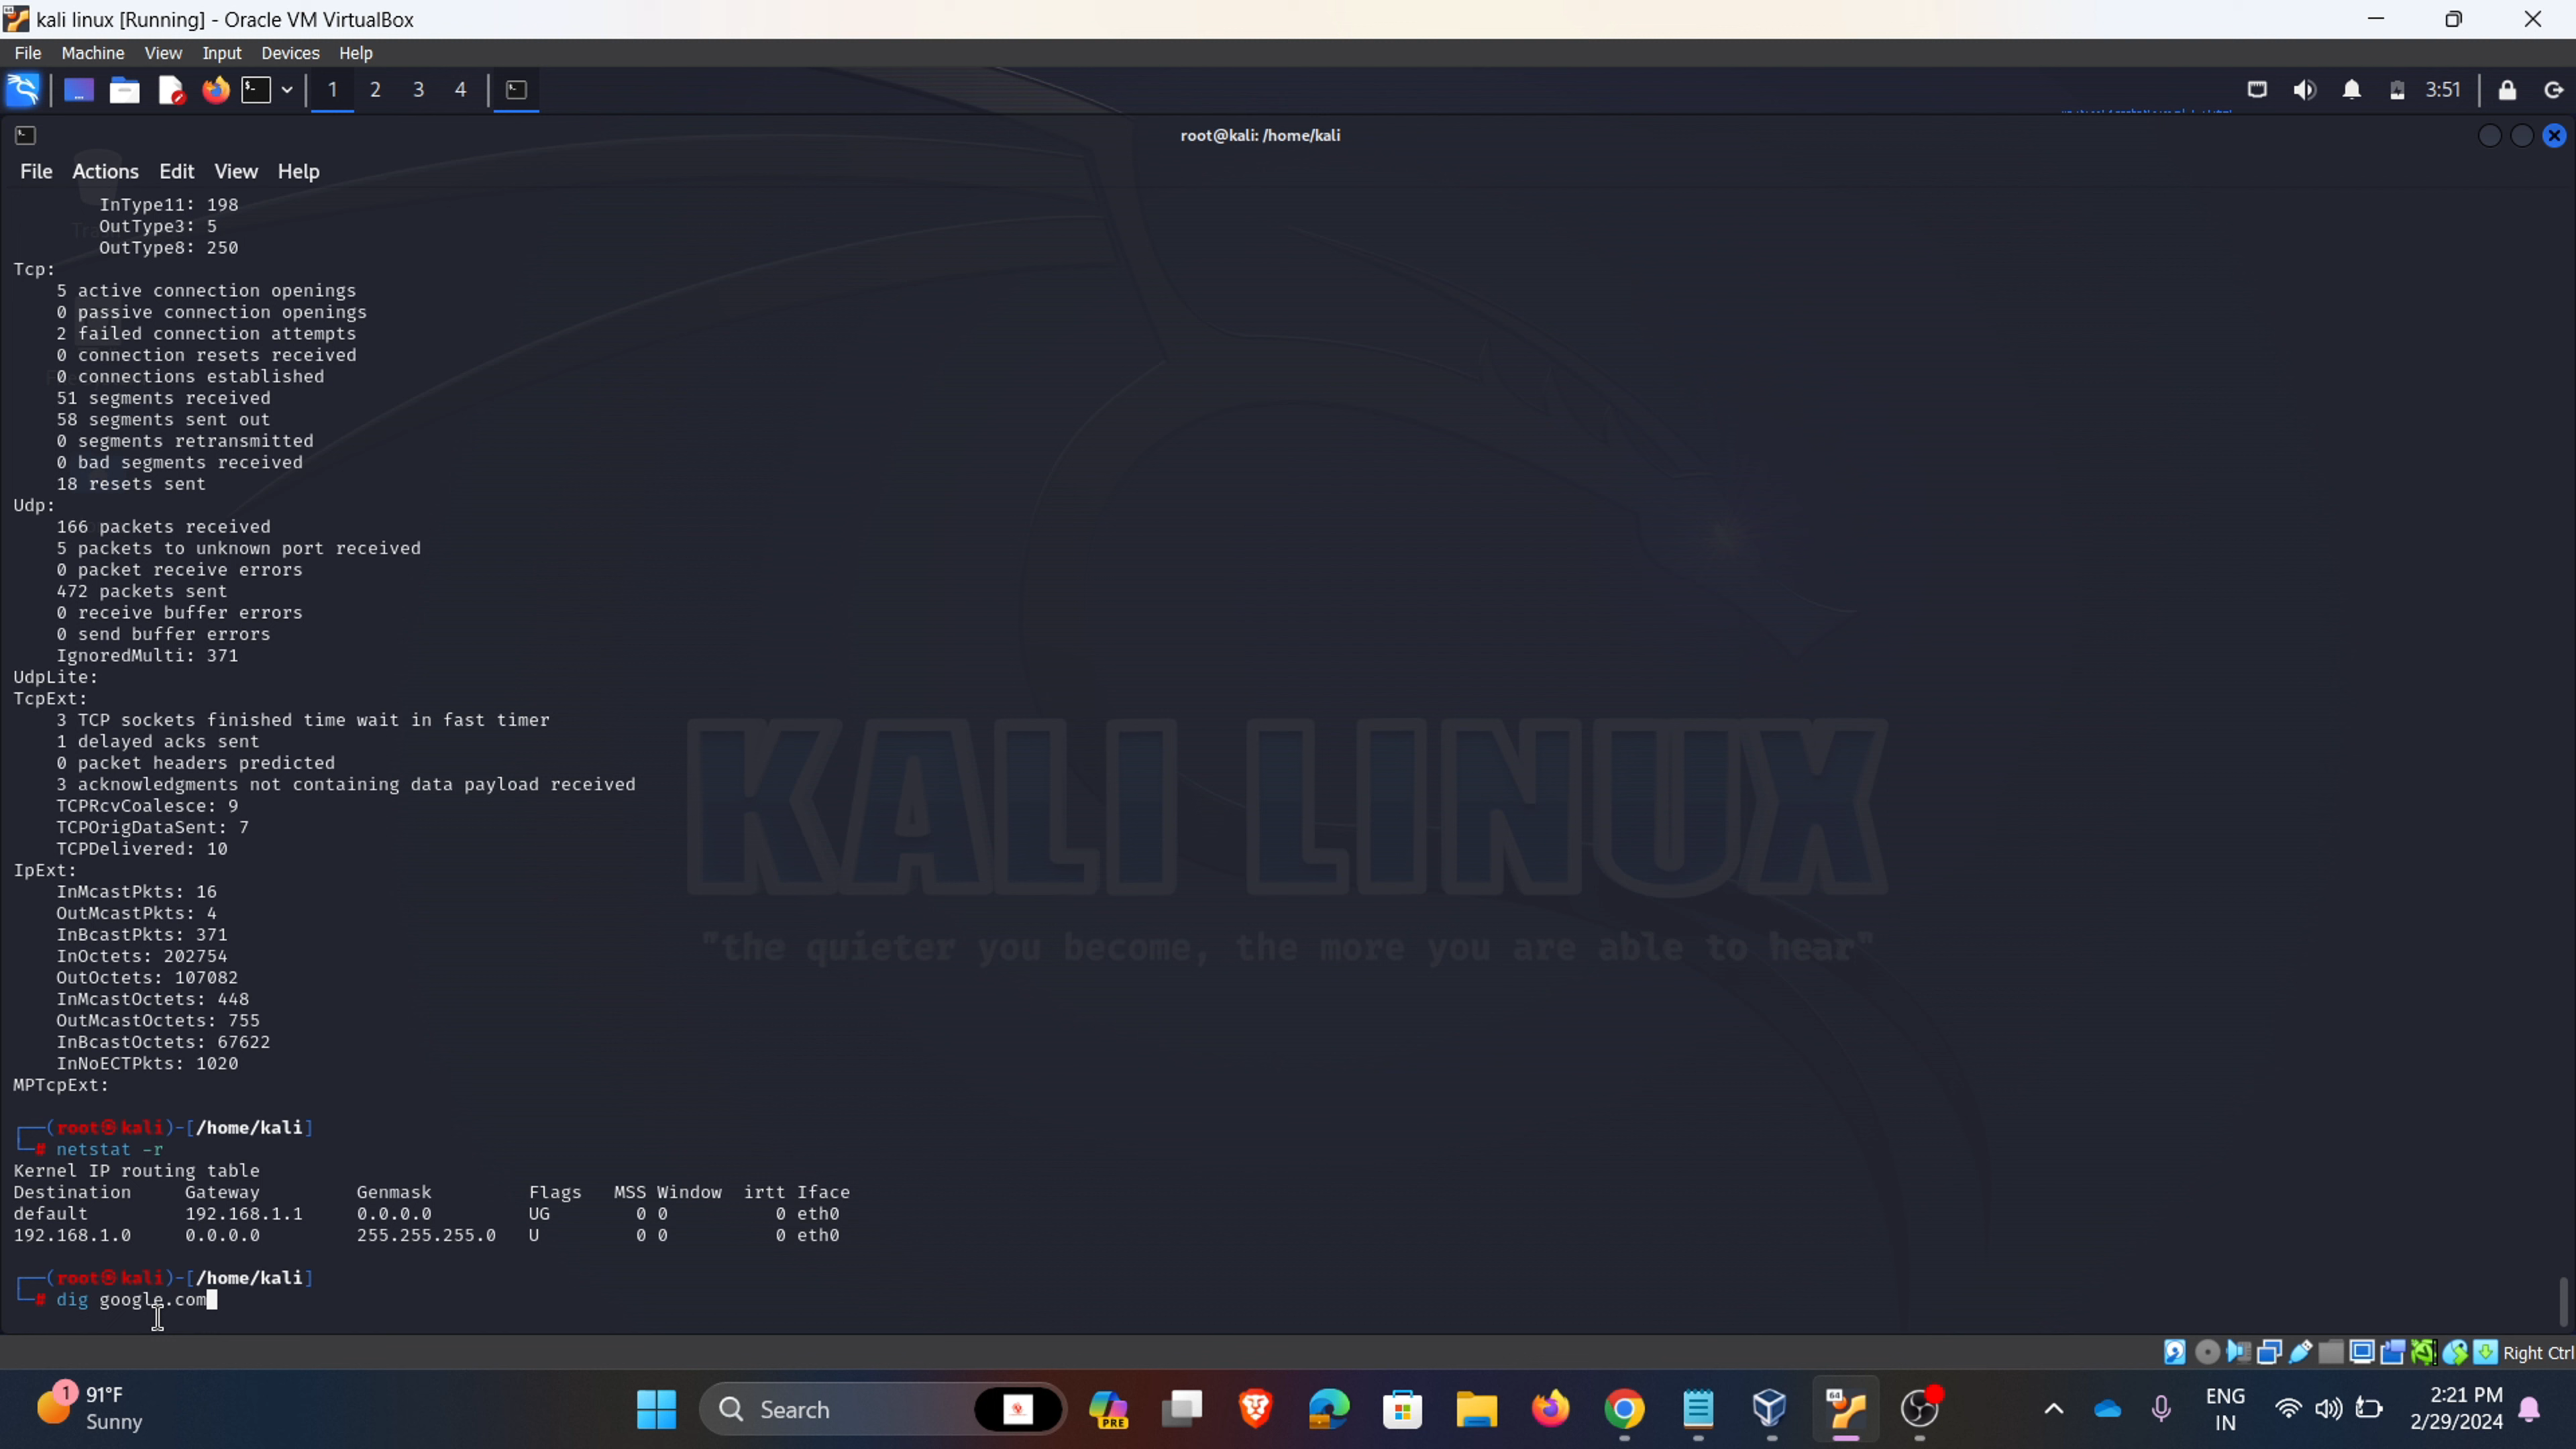 kali linux [Running] - Oracle VM VirtualBox
File Machine View Input Devices Help
1 2 3 4
3:51
root@kali: /home/kali
File Actions Edit View Help
InType11: 198
OutType3: 5
OutType8: 250
Tcp:
5 active connection openings
0 passive connection openings
2 failed connection attempts
0 connection resets received
0 connections established
51 segments received
58 segments sent out
0 segments retransmitted
0 bad segments received
18 resets sent
Udp:
166 packets received
5 packets to unknown port received
0 packet receive errors
472 packets sent
0 receive buffer errors
0 send buffer errors
IgnoredMulti: 371
UdpLite:
TcpExt:
3 TCP sockets finished time wait in fast timer
1 delayed acks sent
0 packet headers predicted
3 acknowledgments not containing data payload received
TCPRcvCoalesce: 9
TCPOrigDataSent: 7
TCPDelivered: 10
IpExt:
InMcastPkts: 16
OutMcastPkts: 4
InBcastPkts: 371
InOctets: 202754
OutOctets: 107082
InMcastOctets: 448
OutMcastOctets: 755
InBcastOctets: 67622
InNoECTPkts: 1020
MPTcpExt:
KALI LINUX
"the quieter you become, the more you are able to hear"
┌──(root㉿kali)-[/home/kali]
└─# netstat -r
Kernel IP routing table
Destination Gateway Genmask Flags MSS Window irtt Iface
default 192.168.1.1 0.0.0.0 UG 0 0 0 eth0
192.168.1.0 0.0.0.0 255.255.255.0 U 0 0 0 eth0
┌──(root㉿kali)-[/home/kali]
└─# dig google.com
Right Ctrl
1
91°F
Sunny
Search
PRE
64
ENG
IN
2:21 PM
2/29/2024